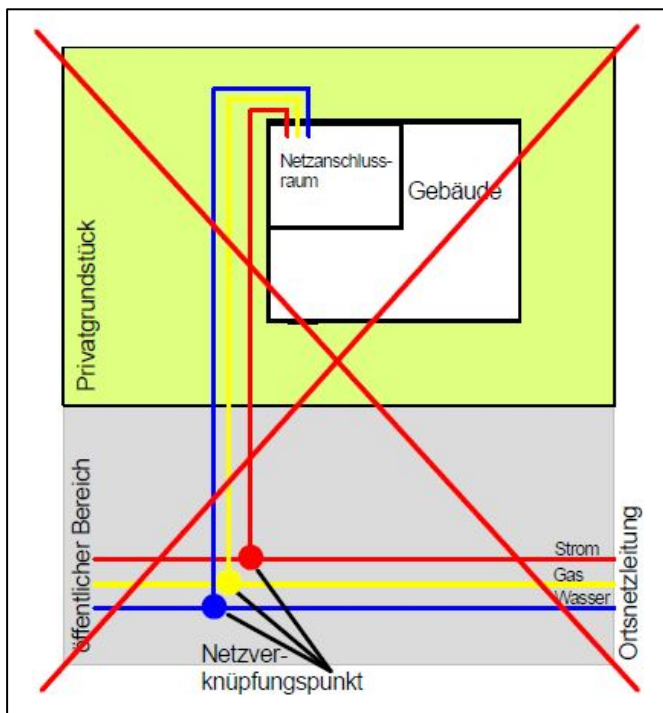 Netzanschluss-
raum
Gebäude
Privatgrundstück
öffentlicher Bereich
Strom
Gas
Wasser
Ortsnetzleitung
Netzver-
knüpfungspunkt